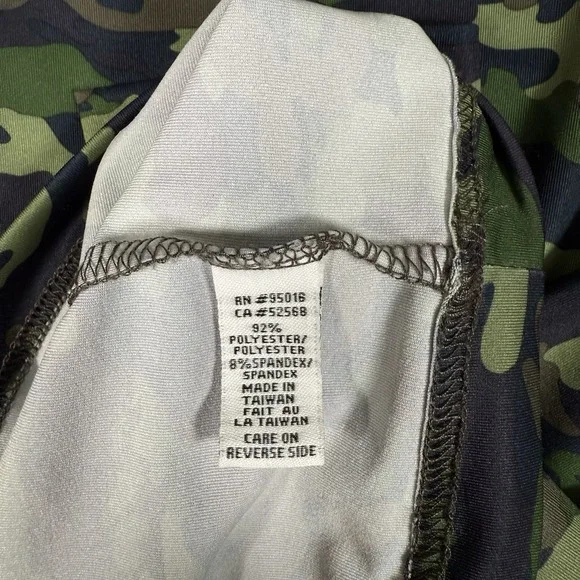 RN #95016
CA #52568
92%
POLYESTER/
POLYESTER
8%SPANDEX/
SPANDEX
MADE IN
TAIWAN
FAIT AU
LA TAIWAN
CARE ON
REVERSE SIDE